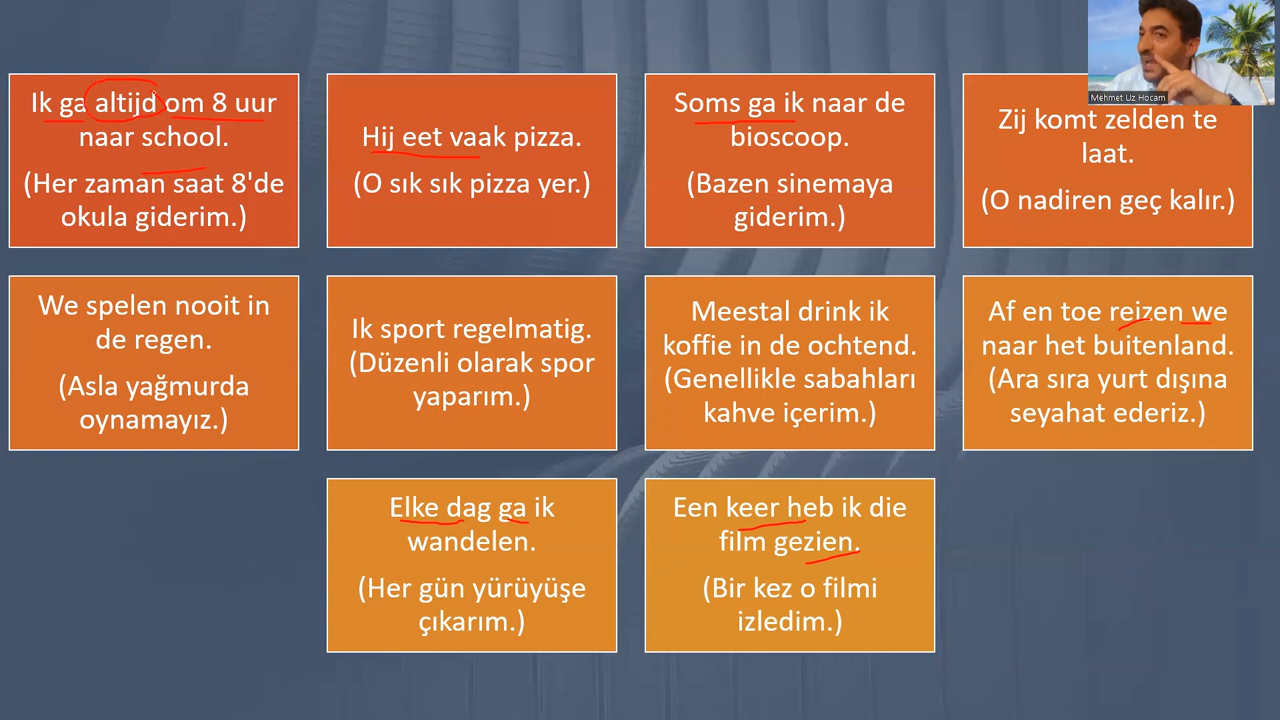 Mehmet Uz Hocam
Ik ga altijd om 8 uur
naar school.
(Her zaman saat 8'de
okula giderim.)
Hij eet vaak pizza.
(O sık sık pizza yer.)
Soms ga ik naar de
bioscoop.
(Bazen sinemaya
giderim.)
Zij komt zelden te
laat.
(O nadiren geç kalır.)
We spelen nooit in
de regen.
(Asla yağmurda
oynamayız.)
Ik sport regelmatig.
(Düzenli olarak spor
yaparım.)
Meestal drink ik
koffie in de ochtend.
(Genellikle sabahları
kahve içerim.)
Af en toe reizen we
naar het buitenland.
(Ara sıra yurt dışına
seyahat ederiz.)
Elke dag ga ik
wandelen.
(Her gün yürüyüşe
çıkarım.)
Een keer heb ik die
film gezien.
(Bir kez o filmi
izledim.)